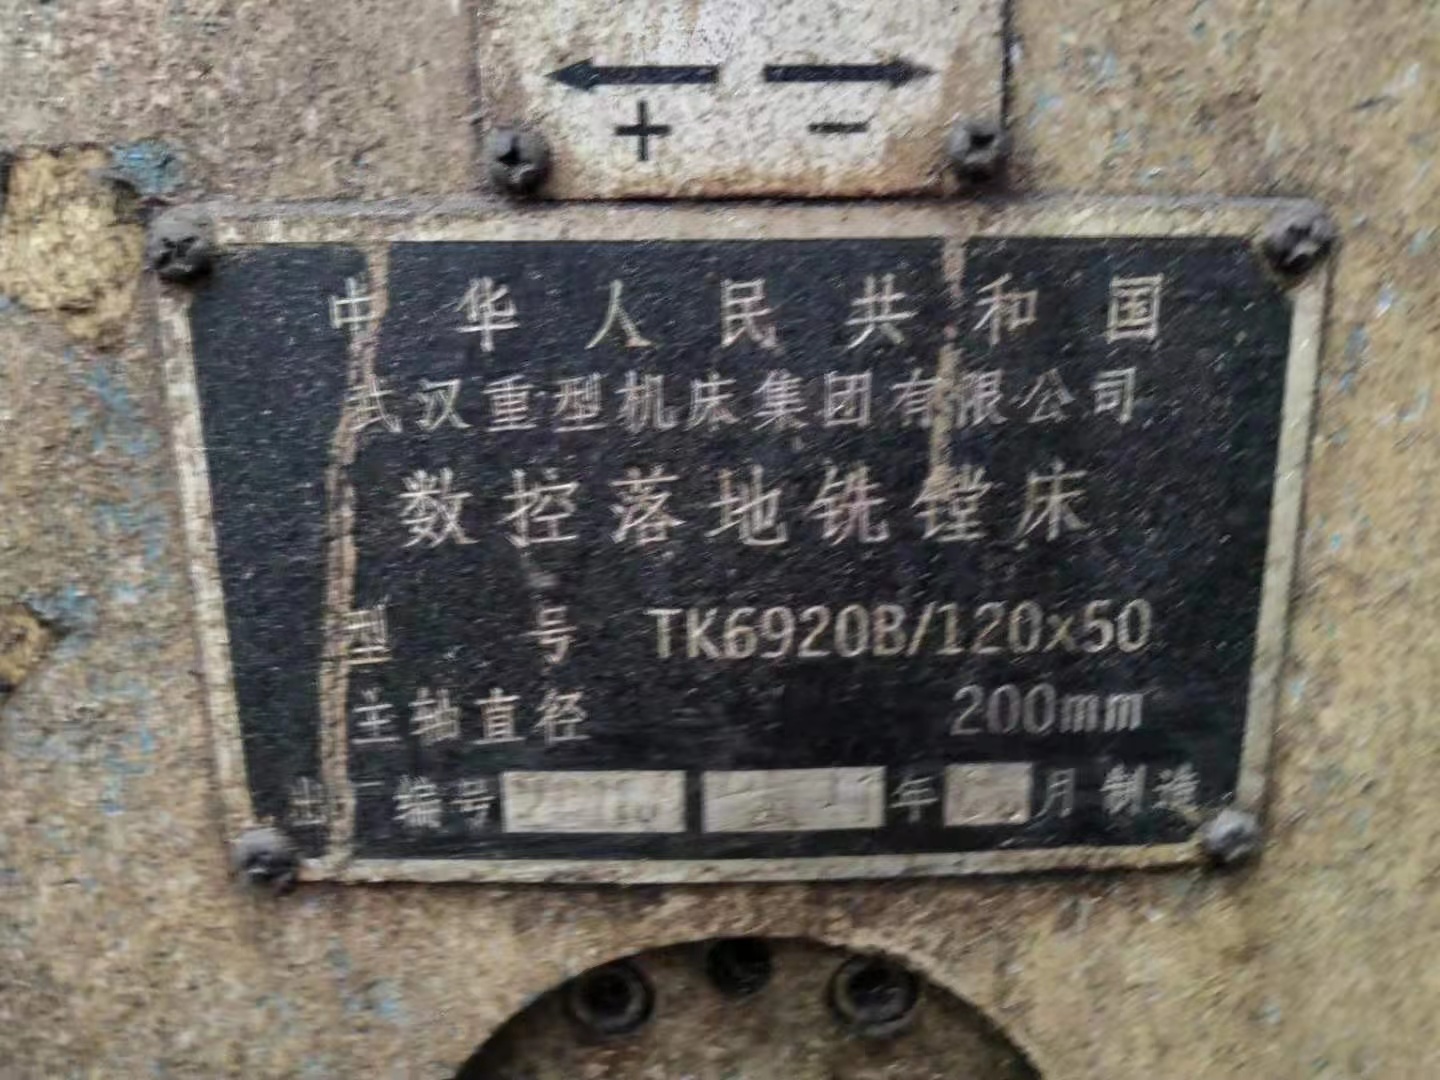 + −
中华人民共和国
武汉重型机床集团有限公司
数控落地铣镗床
型号 TK6920B/120x50
主轴直径 200mm
出厂编号 年 月制造